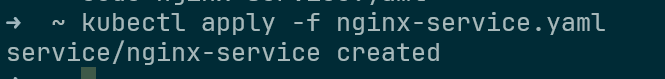 ➜  ~ kubectl apply -f nginx-service.yaml
service/nginx-service created